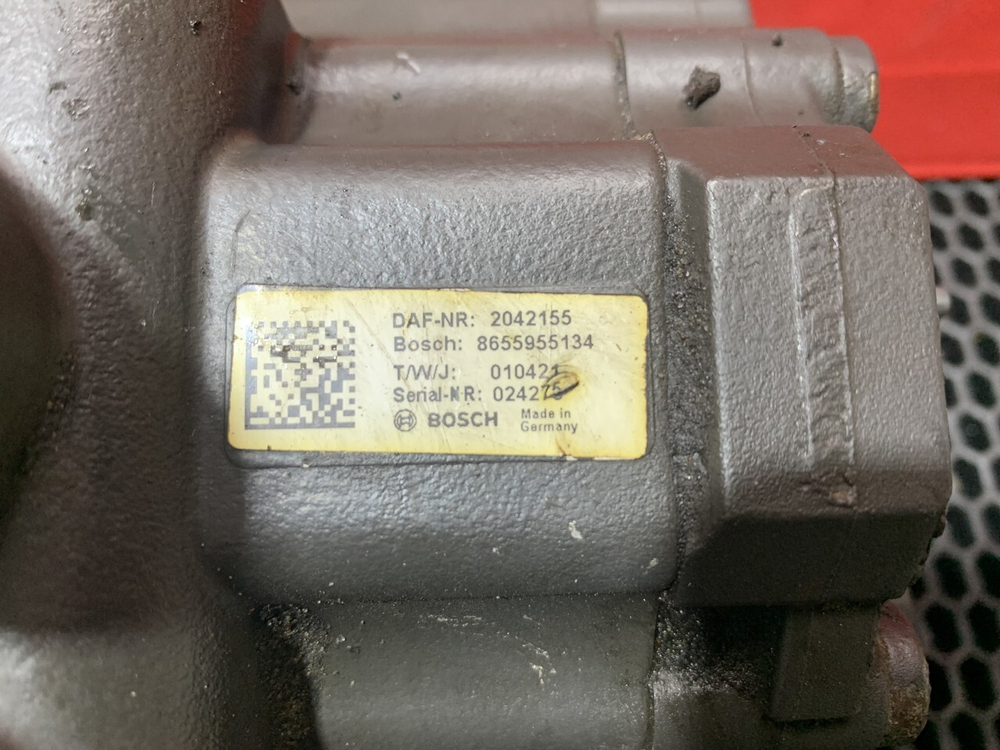 DAF-NR: 2042155
Bosch: 8655955134
T/W/J: 010421
Serial-NR:
BOSCH Made in
Germany